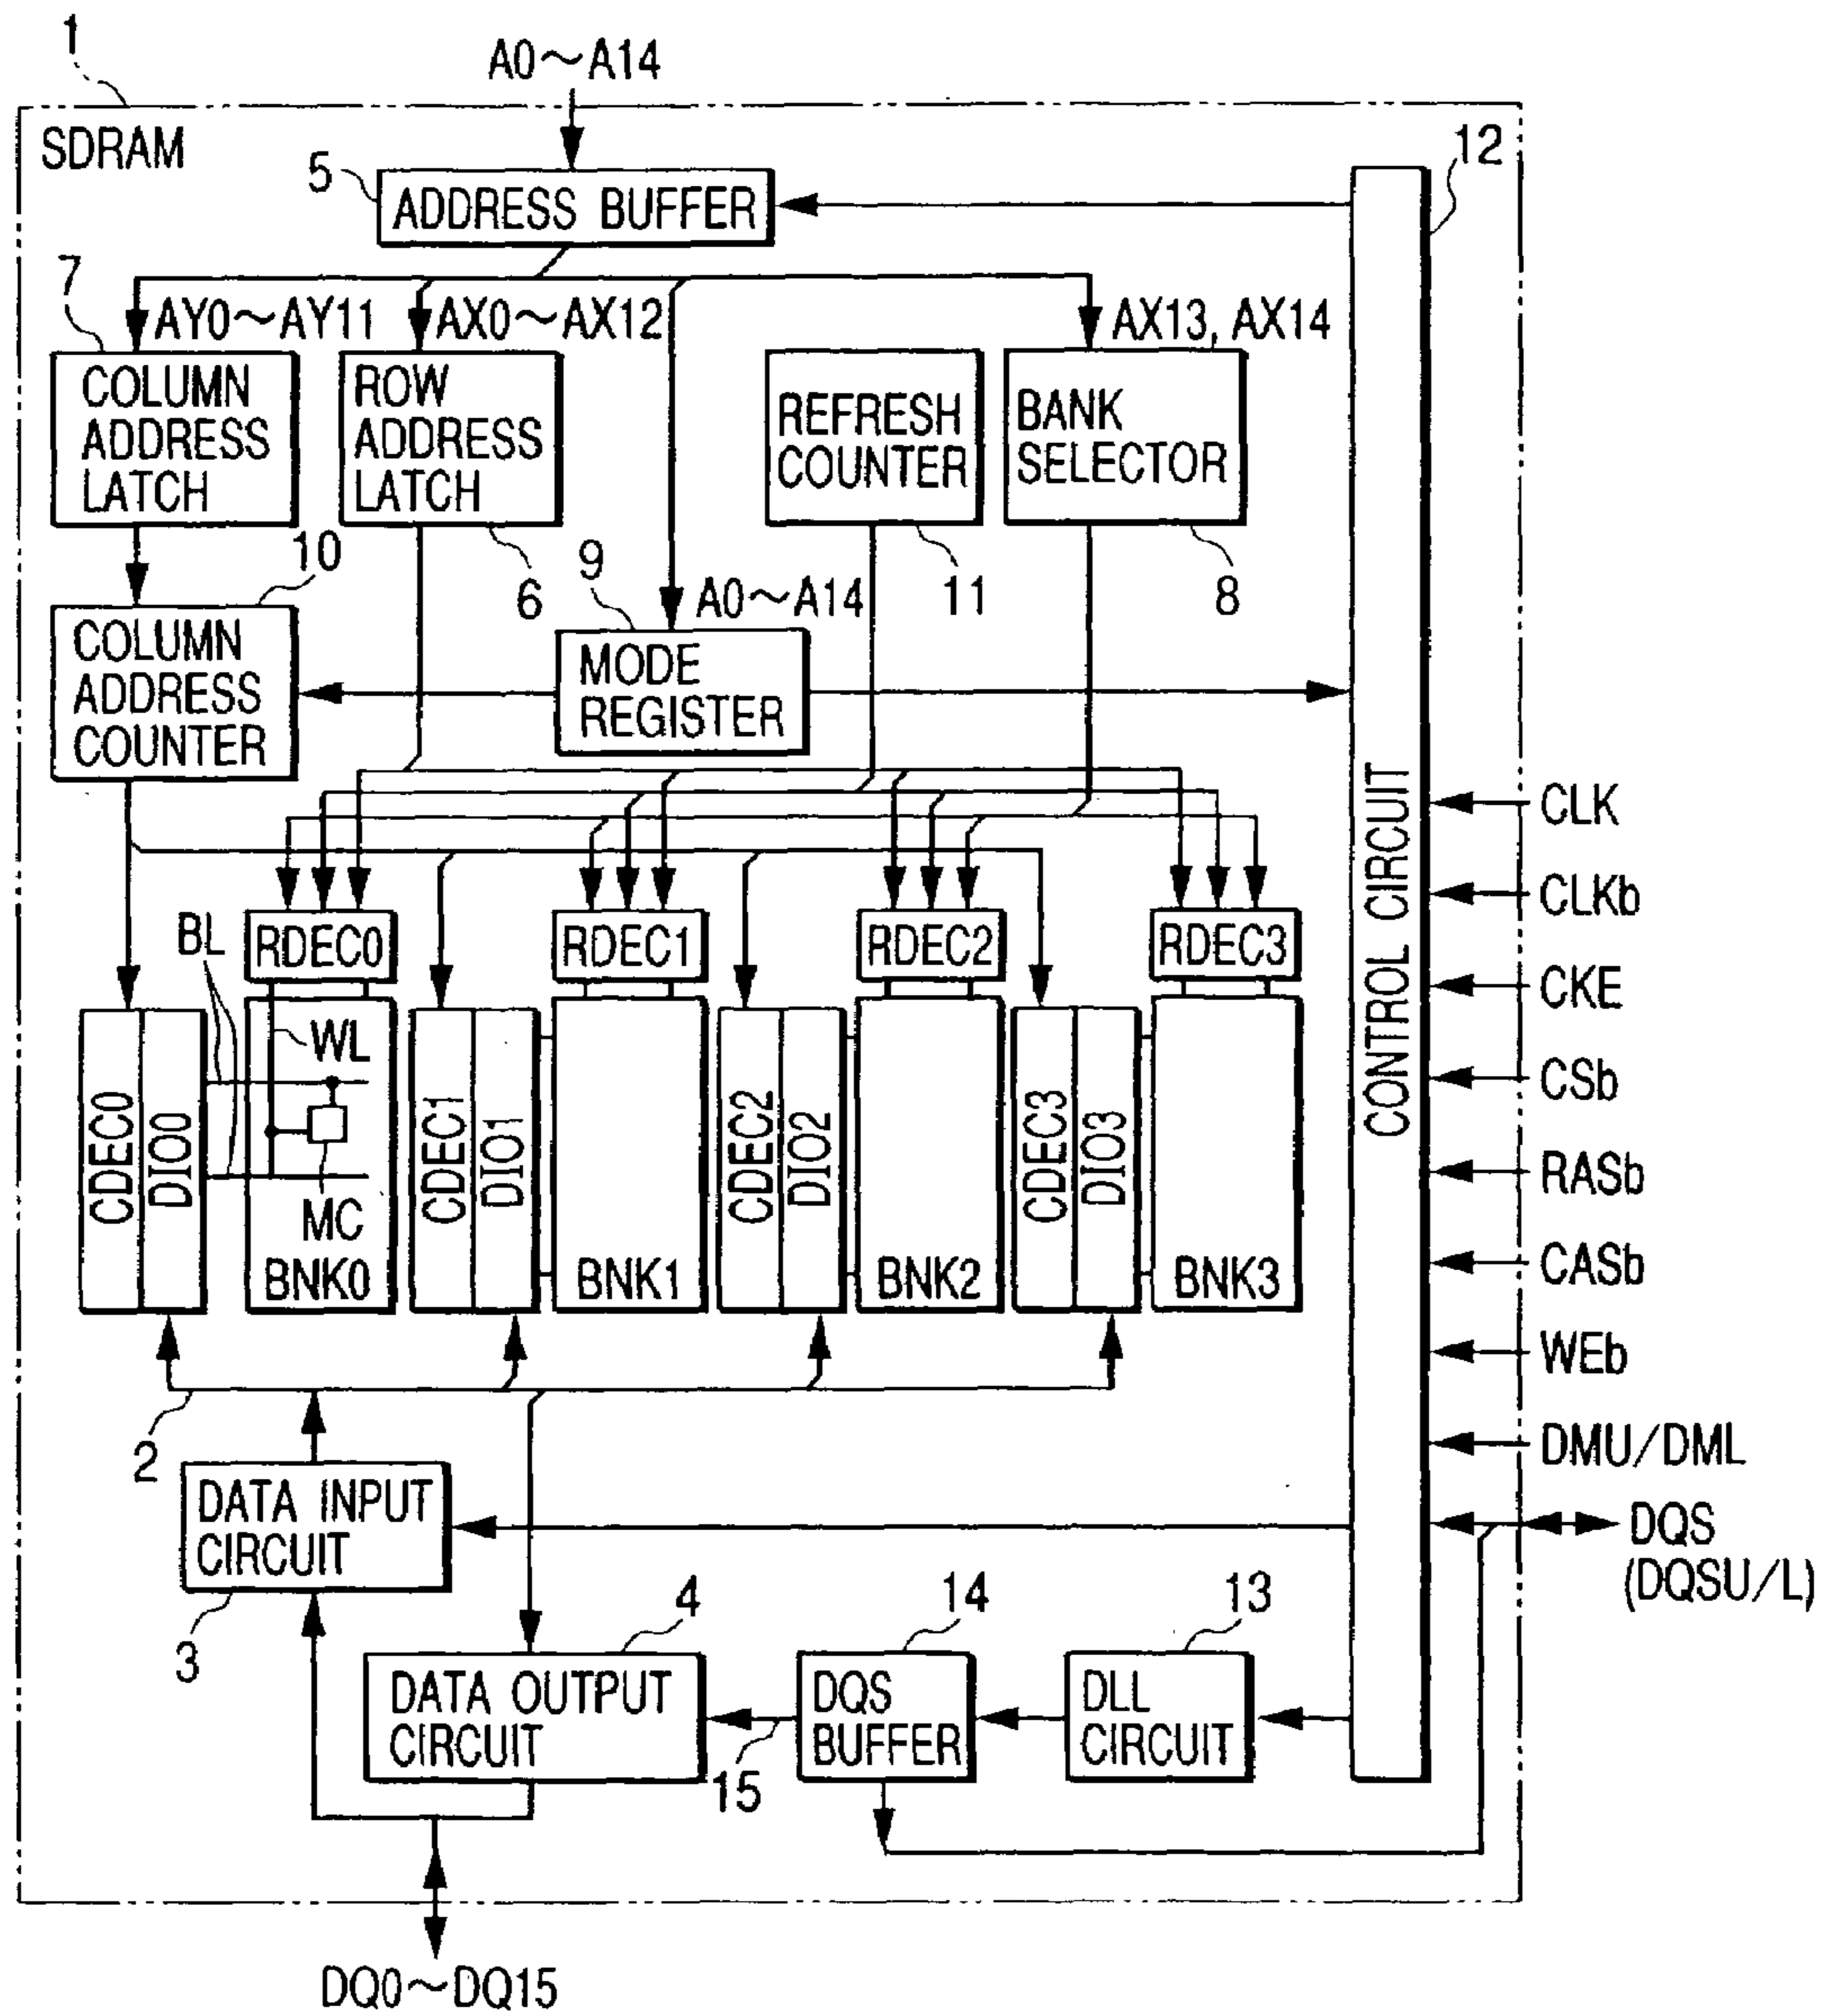 1
A0~A14
SDRAM
12
5
ADDRESS BUFFER
7
AY0~AY11
AX0~AX12
AX13, AX14
COLUMN
ADDRESS
LATCH
ROW
ADDRESS
LATCH
REFRESH
COUNTER
BANK
SELECTOR
10
6
9
A0~A14
11
8
COLUMN
ADDRESS
COUNTER
MODE
REGISTER
CONTROL CIRCUIT
CLK
CLKb
CKE
CSb
RASb
CASb
WEb
DMU/DML
DQS
(DQSU/L)
BL
RDEC0
RDEC1
RDEC2
RDEC3
WL
CDEC0
DIO0
MC
BNK0
CDEC1
DIO1
BNK1
CDEC2
DIO2
BNK2
CDEC3
DIO3
BNK3
2
DATA INPUT
CIRCUIT
3
4
14
13
DATA OUTPUT
CIRCUIT
15
DQS
BUFFER
DLL
CIRCUIT
DQ0~DQ15